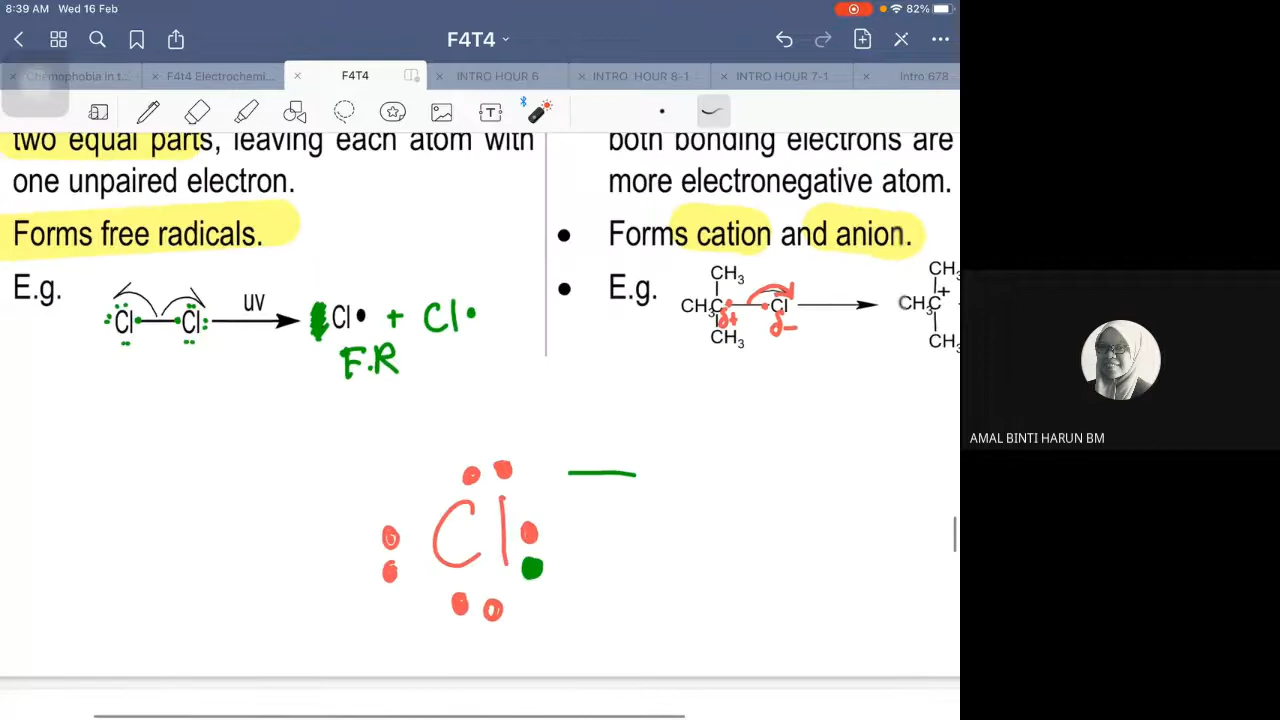 8:39 AM Wed 16 Feb
82%
F4T4
Chemophobia in t...
F4t4 Electrochemi...
F4T4
INTRO HOUR 6
INTRO HOUR 8-1
INTRO HOUR 7-1
Intro 678
T
two equal parts, leaving each atom with
one unpaired electron.
Forms free radicals.
E.g.
Cl Cl uv Cl• + Cl•
F.R
both bonding electrons are
more electronegative atom.
• Forms cation and anion.
• E.g.
CH₃
CH₃C Cl
δ+ δ−
CH₃
CH₃
+
CH₃C
CH₃
Cl −
AMAL BINTI HARUN BM